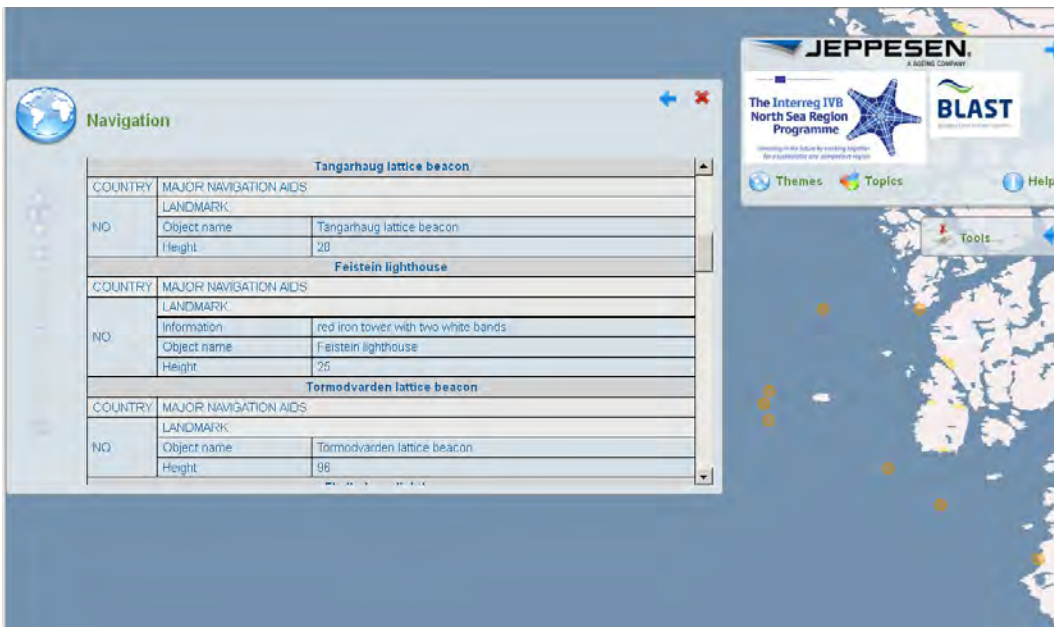 JEPPESEN.
The Interreg IVB
North Sea Region
Programme
BLAST
Themes
Topics
Help
Tools...
Navigation
Tangarhaug lattice beacon
COUNTRY MAJOR NAVIGATION AIDS
NO
LANDMARK
Object name Tangarhaug lattice beacon
Height 20
Feistein lighthouse
COUNTRY MAJOR NAVIGATION AIDS
NO
LANDMARK
Information red iron tower with two white bands
Object name Feistein lighthouse
Height 25
Tormodvarden lattice beacon
COUNTRY MAJOR NAVIGATION AIDS
NO
LANDMARK
Object name Tormodvarden lattice beacon
Height 96